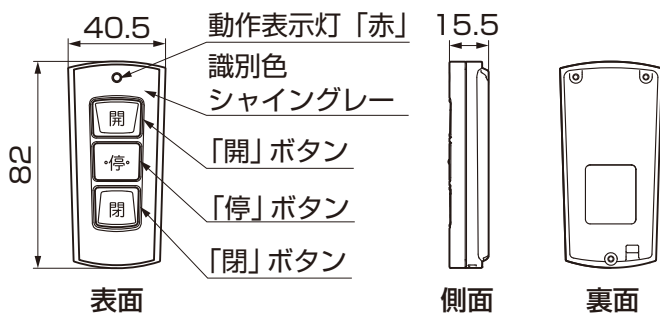 40.5
動作表示灯「赤」
15.5
識別色
シャイングレー
開
「開」ボタン
82
停
「停」ボタン
閉
「閉」ボタン
表面
側面
裏面